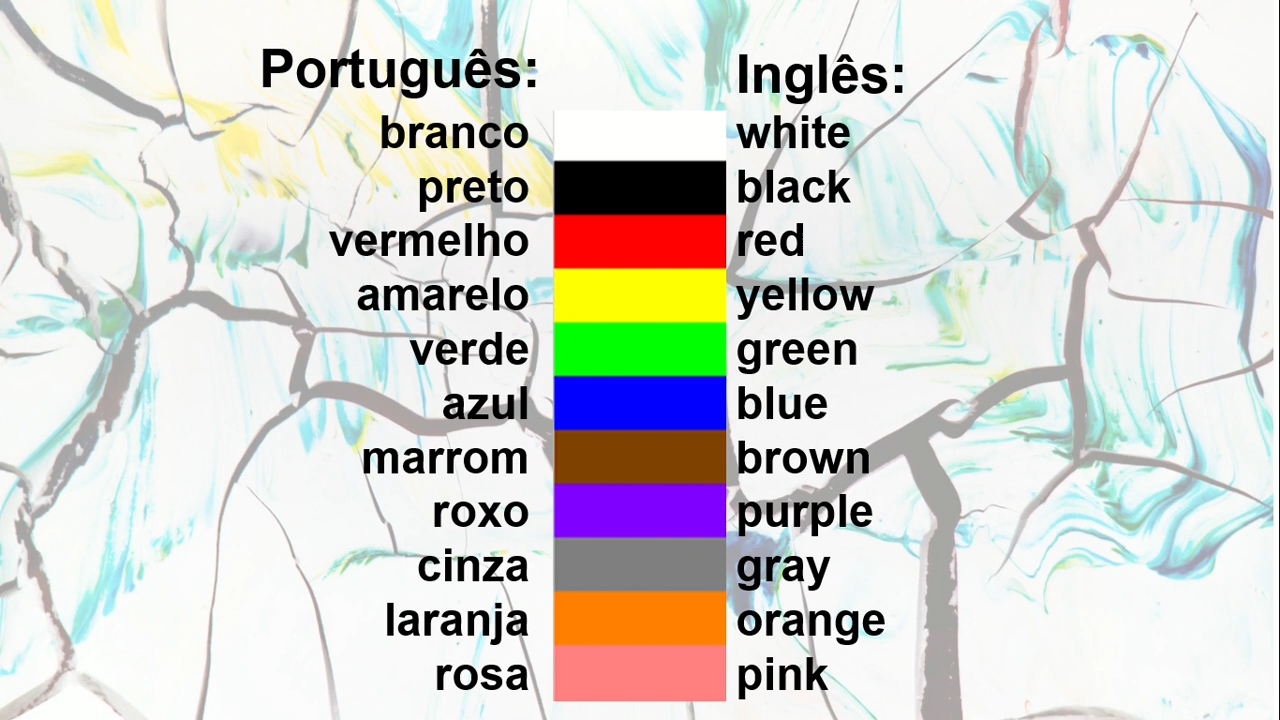 Português: Inglês:
branco white
preto black
vermelho red
amarelo yellow
verde green
azul blue
marrom brown
roxo purple
cinza gray
laranja orange
rosa pink